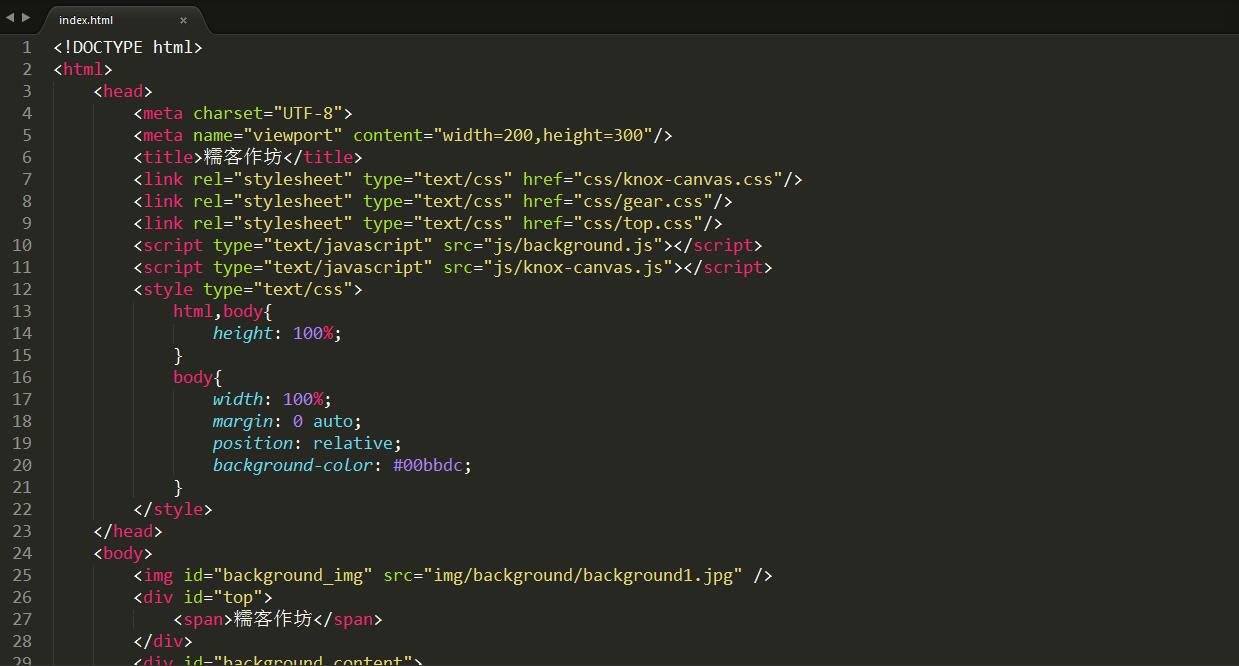 index.html ×
1 <!DOCTYPE html>
2 <html>
3 <head>
4 <meta charset="UTF-8">
5 <meta name="viewport" content="width=200,height=300"/>
6 <title>糯客作坊</title>
7 <link rel="stylesheet" type="text/css" href="css/knox-canvas.css"/>
8 <link rel="stylesheet" type="text/css" href="css/gear.css"/>
9 <link rel="stylesheet" type="text/css" href="css/top.css"/>
10 <script type="text/javascript" src="js/background.js"></script>
11 <script type="text/javascript" src="js/knox-canvas.js"></script>
12 <style type="text/css">
13 html,body{
14 height: 100%;
15 }
16 body{
17 width: 100%;
18 margin: 0 auto;
19 position: relative;
20 background-color: #00bbdc;
21 }
22 </style>
23 </head>
24 <body>
25 <img id="background_img" src="img/background/background1.jpg" />
26 <div id="top">
27 <span>糯客作坊</span>
28 </div>
29 <div id="background_content">